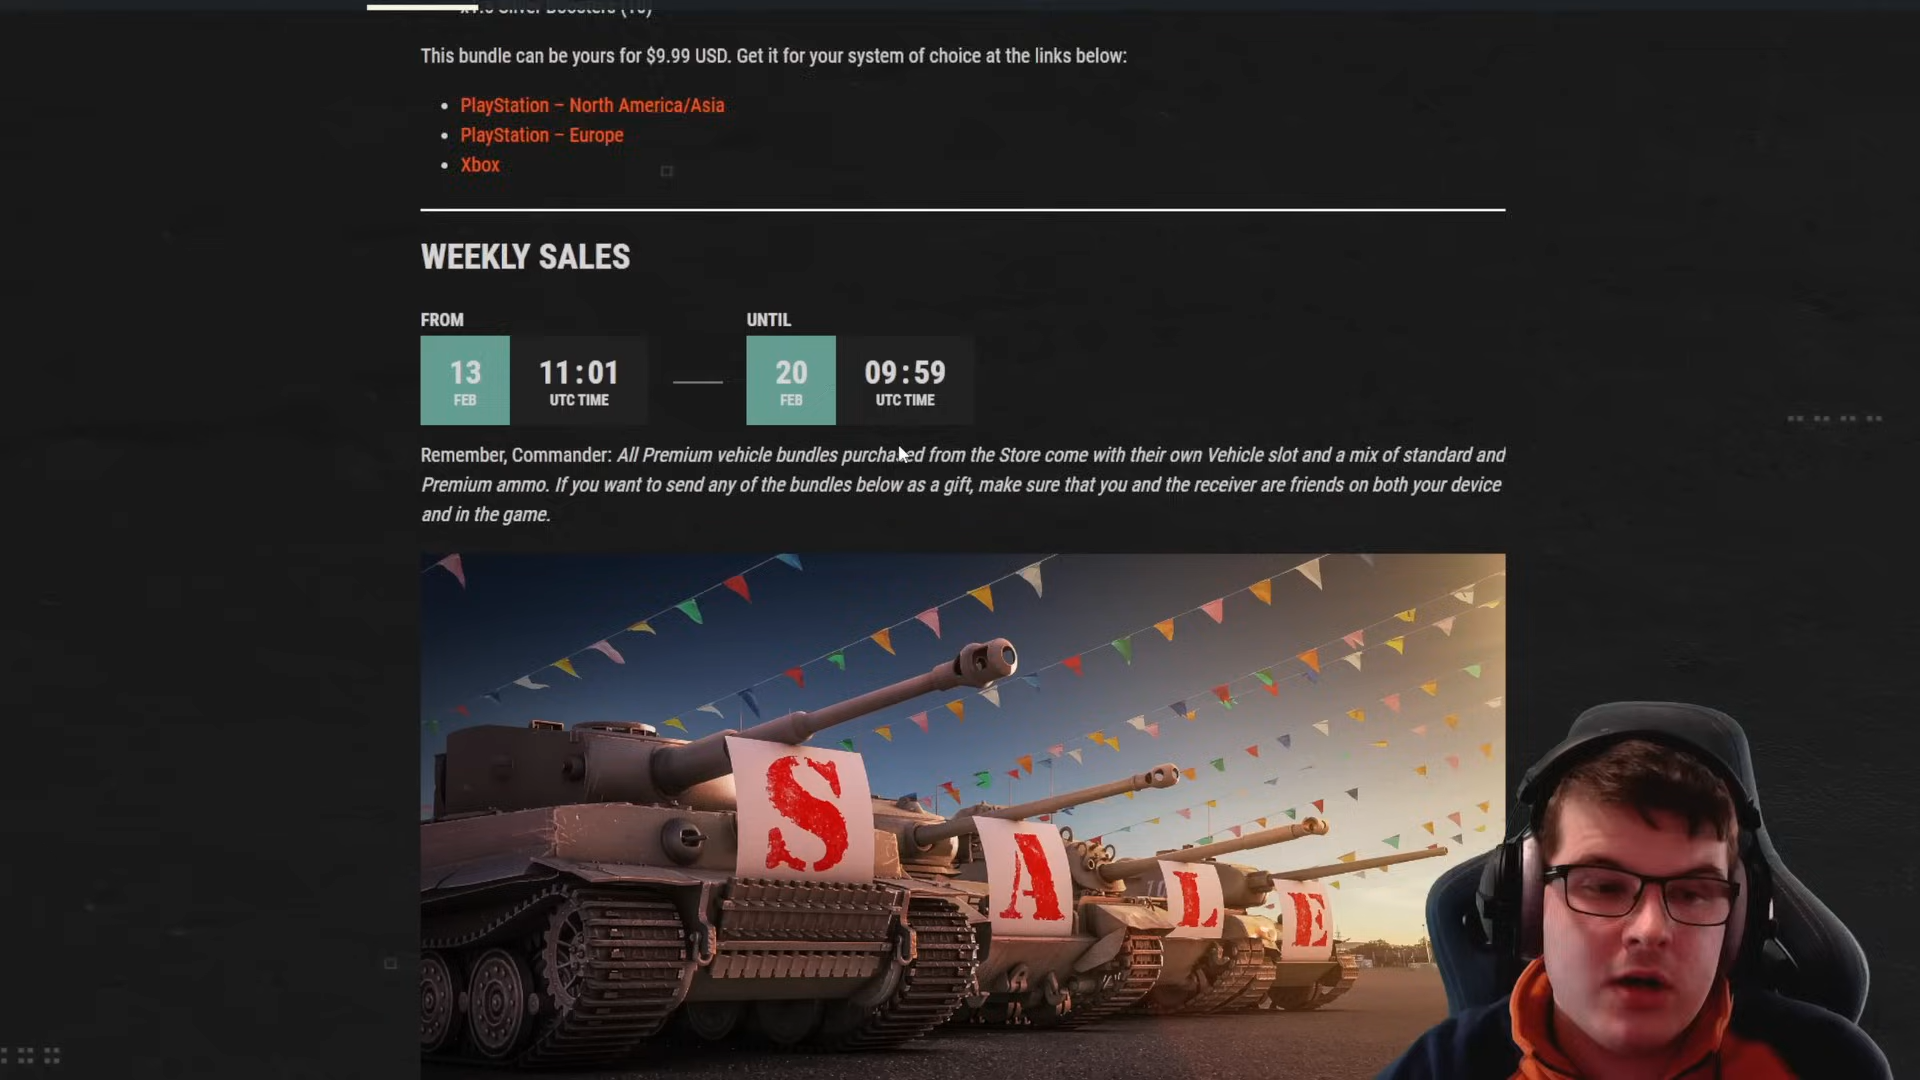 x1.5 Silver Boosters (10)
This bundle can be yours for $9.99 USD. Get it for your system of choice at the links below:
PlayStation – North America/Asia
PlayStation – Europe
Xbox
WEEKLY SALES
FROM
UNTIL
13
FEB
11:01
UTC TIME
20
FEB
09:59
UTC TIME
Remember, Commander: All Premium vehicle bundles purchased from the Store come with their own Vehicle slot and a mix of standard and
Premium ammo. If you want to send any of the bundles below as a gift, make sure that you and the receiver are friends on both your device
and in the game.
S A L E